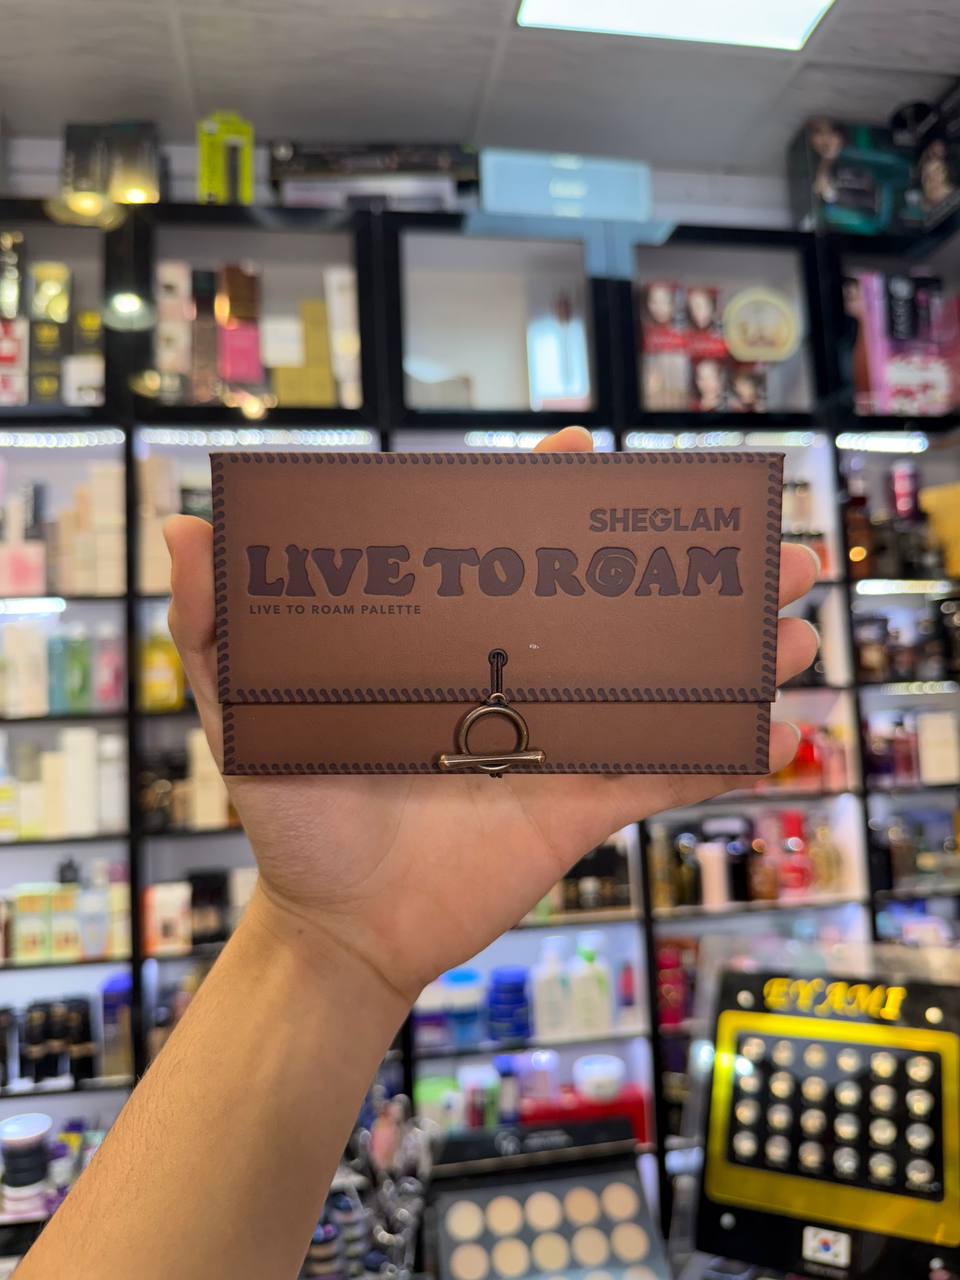 SHEGLAM
LIVE TO ROAM
LIVE TO ROAM PALETTE
EYAMI